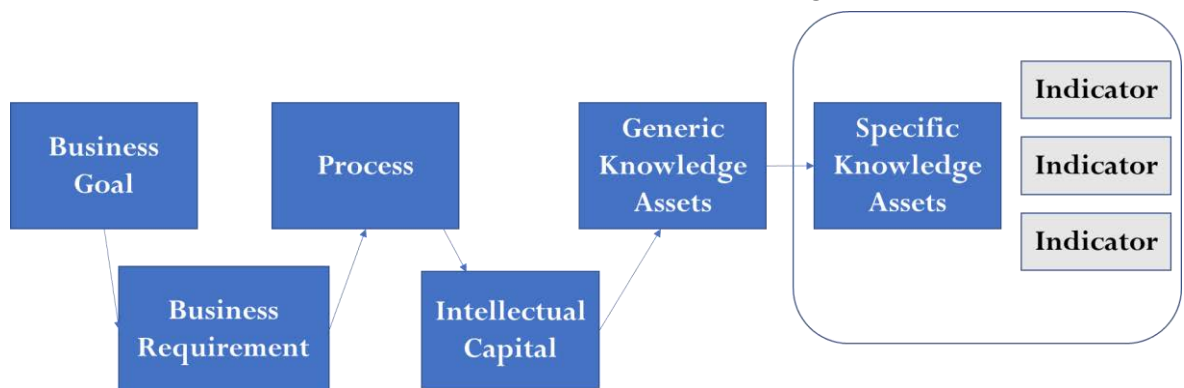 Business
Goal
Business
Requirement
Process
Intellectual
Capital
Generic
Knowledge
Assets
Specific
Knowledge
Assets
Indicator
Indicator
Indicator